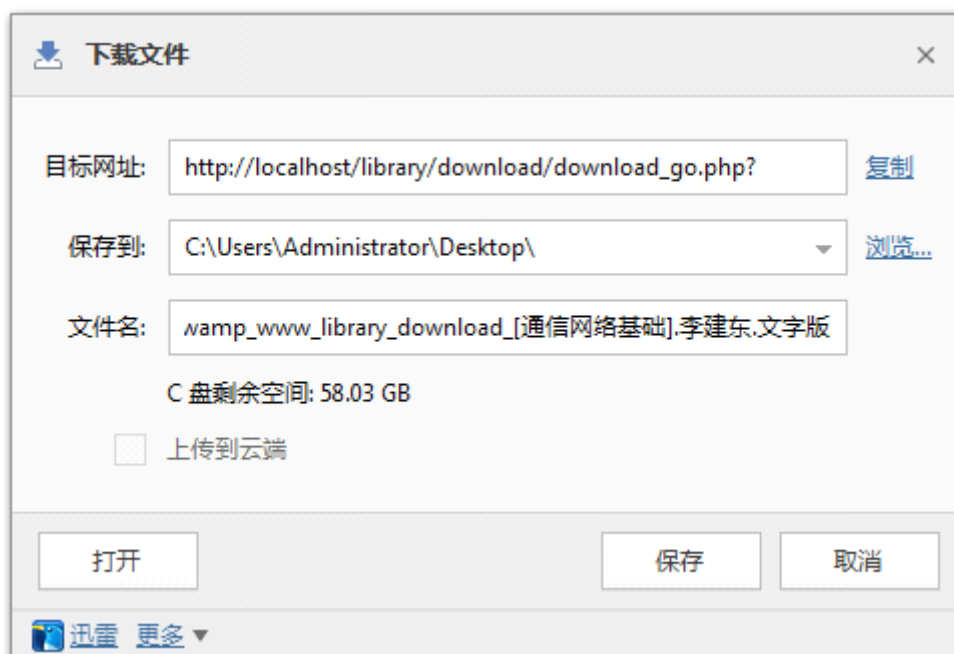 下载文件
目标网址: http://localhost/library/download/download_go.php? 复制
保存到: C:\Users\Administrator\Desktop\ 浏览...
文件名: wamp_www_library_download_[通信网络基础].李建东.文字版
C 盘剩余空间: 58.03 GB
上传到云端
打开 保存 取消
迅雷 更多